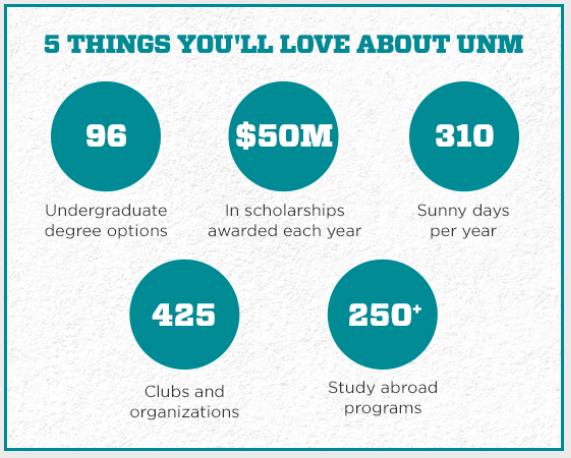 5 THINGS YOU'LL LOVE ABOUT UNM
96
Undergraduate
degree options
$50M
In scholarships
awarded each year
310
Sunny days
per year
425
Clubs and
organizations
250+
Study abroad
programs